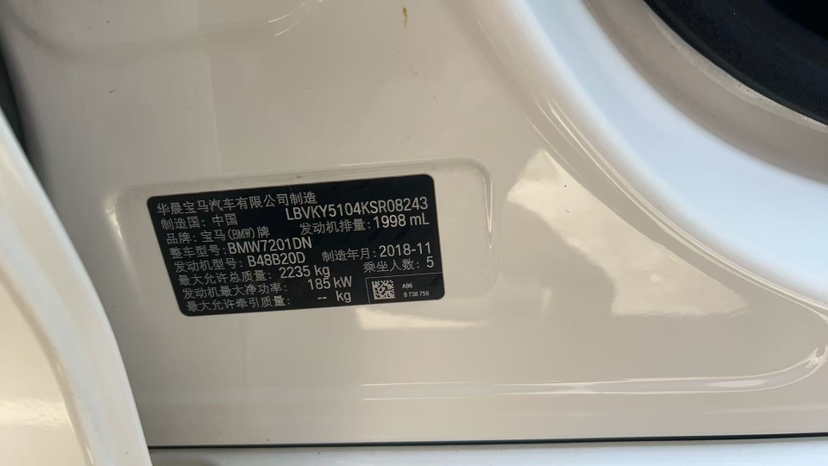 华晨宝马汽车有限公司制造
制造国: 中国 LBVKY5104KSR08243
品牌: 宝马(BMW)牌 发动机排量: 1998 mL
整车型号: BMW7201DN
发动机型号: B48B20D 制造年月: 2018-11
最大允许总质量: 2235 kg 乘坐人数: 5
发动机最大净功率: 185 kW
最大允许牵引质量: -- kg
A96
8 738 756